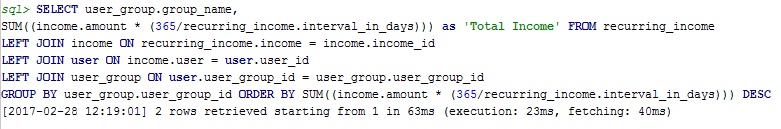 sql> SELECT user_group.group_name,
SUM((income.amount * (365/recurring_income.interval_in_days))) as 'Total Income' FROM recurring_income
LEFT JOIN income ON recurring_income.income = income.income_id
LEFT JOIN user ON income.user = user.user_id
LEFT JOIN user_group ON user.user_group_id = user_group.user_group_id
GROUP BY user_group.user_group_id ORDER BY SUM((income.amount * (365/recurring_income.interval_in_days))) DESC
[2017-02-28 12:19:01] 2 rows retrieved starting from 1 in 63ms (execution: 23ms, fetching: 40ms)